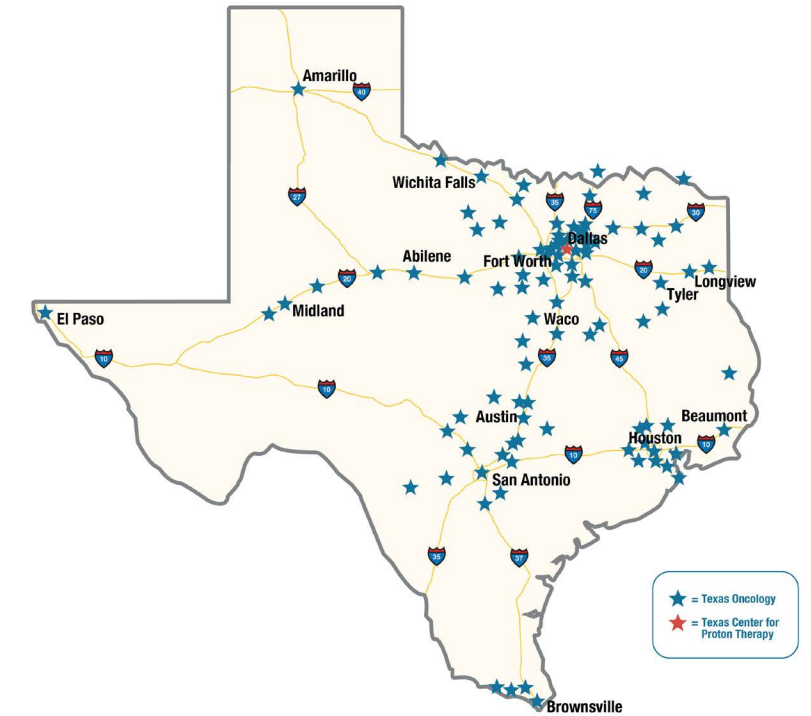 Amarillo
40
Wichita Falls
27
35
75
30
Dallas
Abilene
Fort Worth
20
20
Longview
Tyler
Midland
El Paso
Waco
10
35
45
10
Austin
Beaumont
Houston
10
10
San Antonio
35
37
= Texas Oncology
= Texas Center for
Proton Therapy
Brownsville